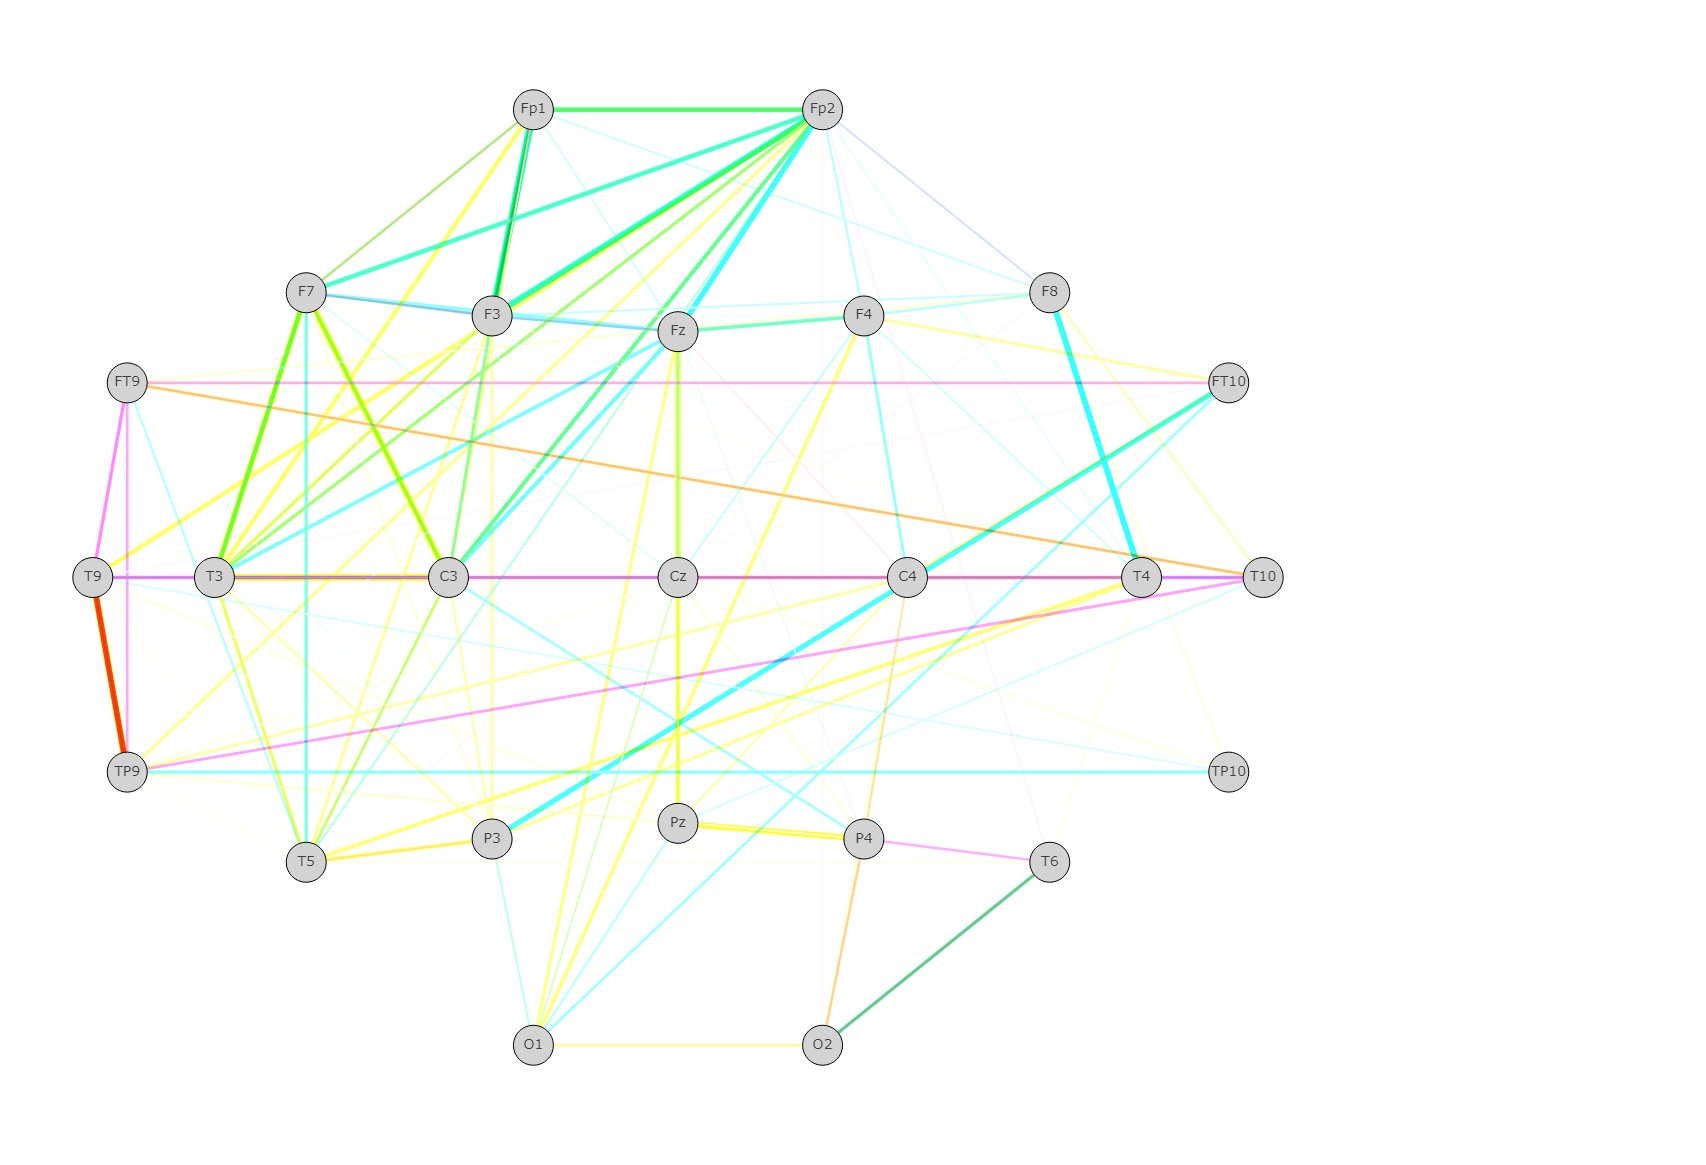 Fp1 Fp2
F7 F3 Fz F4 F8
FT9 FT10
T9 T3 C3 Cz C4 T4 T10
TP9 TP10
T5 P3 Pz P4 T6
O1 O2